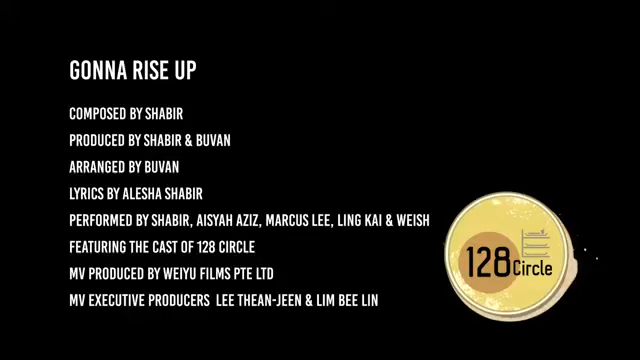 GONNA RISE UP
COMPOSED BY SHABIR
PRODUCED BY SHABIR & BUVAN
ARRANGED BY BUVAN
LYRICS BY ALESHA SHABIR
PERFORMED BY SHABIR, AISYAH AZIZ, MARCUS LEE, LING KAI & WEISH
FEATURING THE CAST OF 128 CIRCLE
MV PRODUCED BY WEIYU FILMS PTE LTD
MV EXECUTIVE PRODUCERS LEE THEAN-JEEN & LIM BEE LIN
128 Circle